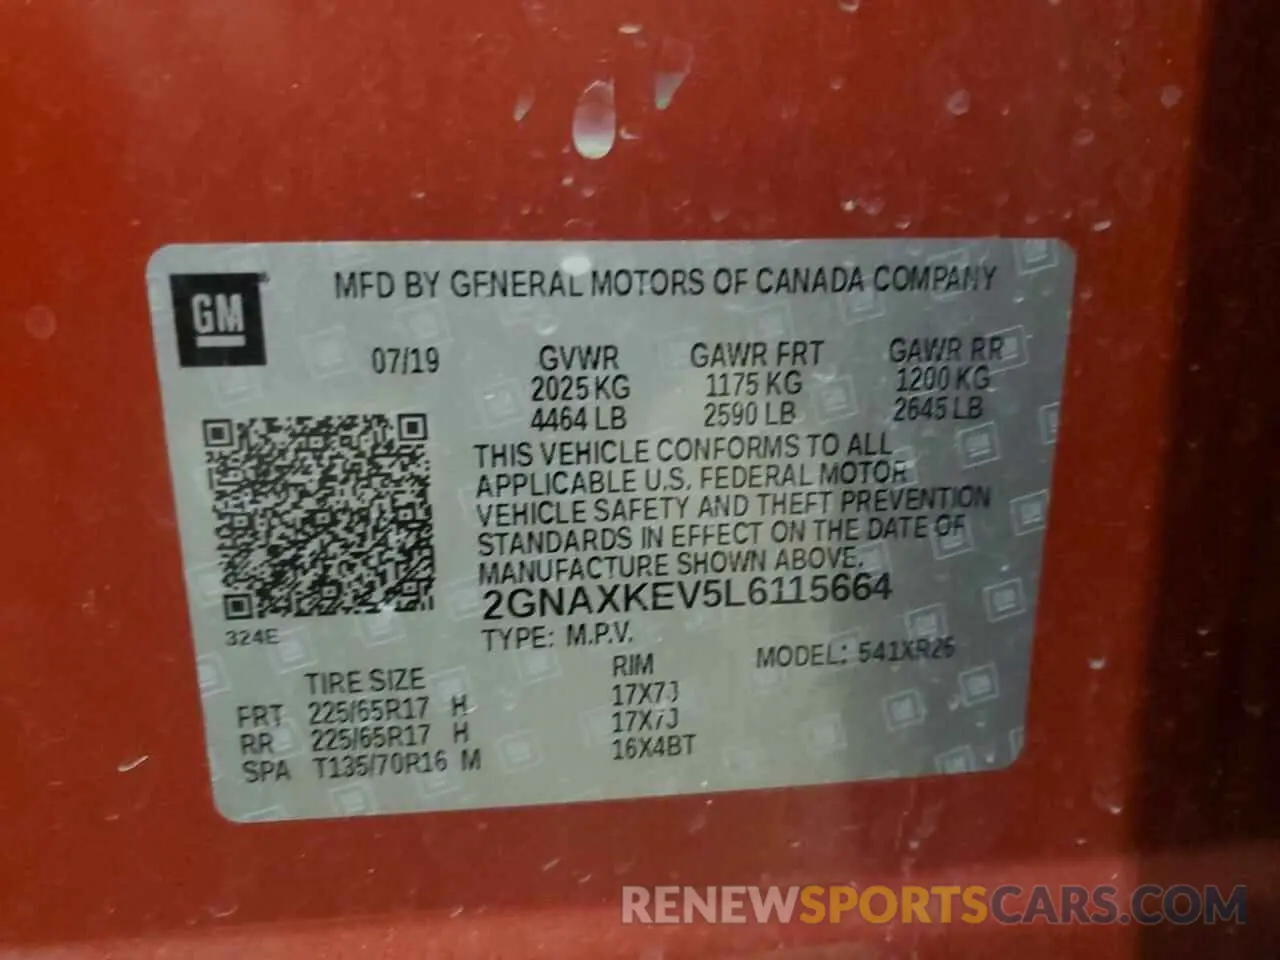 MFD BY GENERAL MOTORS OF CANADA COMPANY
GM
07/19 GVWR GAWR FRT GAWR RR
2025 KG 1175 KG 1200 KG
4464 LB 2590 LB 2645 LB
THIS VEHICLE CONFORMS TO ALL
APPLICABLE U.S. FEDERAL MOTOR
VEHICLE SAFETY AND THEFT PREVENTION
STANDARDS IN EFFECT ON THE DATE OF
MANUFACTURE SHOWN ABOVE.
2GNAXKEV5L6115664
324E
TYPE: M.P.V. MODEL: 541XR26
TIRE SIZE RIM
FRT 225/65R17 H 17X7J
RR 225/65R17 H 17X7J
SPA T135/70R16 M 16X4BT
RENEWSPORTSCARS.COM